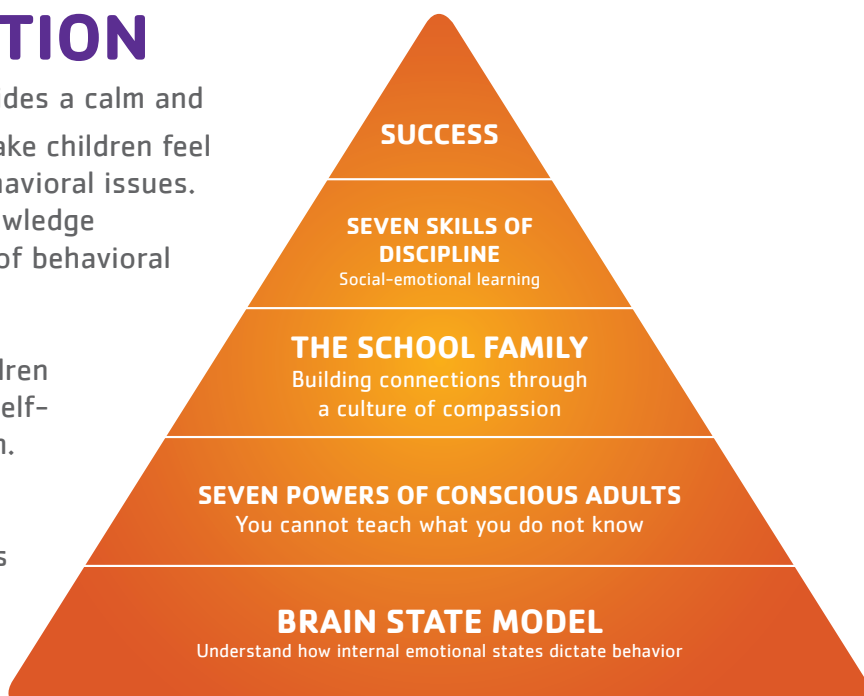 TION
ides a calm and
ake children feel
havioral issues.
wledge
of behavioral
dren
elf-
n.
s
SUCCESS
SEVEN SKILLS OF
DISCIPLINE
Social-emotional learning
THE SCHOOL FAMILY
Building connections through
a culture of compassion
SEVEN POWERS OF CONSCIOUS ADULTS
You cannot teach what you do not know
BRAIN STATE MODEL
Understand how internal emotional states dictate behavior